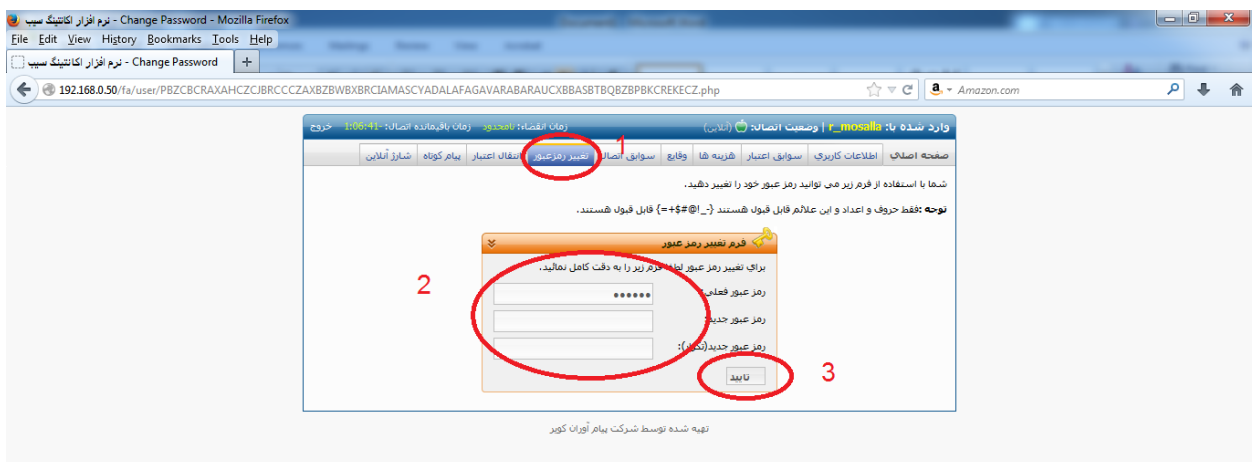 نرم افزار اکانتینگ سیب - Change Password - Mozilla Firefox
File Edit View History Bookmarks Tools Help
نرم افزار اکانتینگ سیب - Change Password
192.168.0.50/fa/user/PBZCBCRAXAHCZCJBRCCCZAXBZBWBXBRCIAMASCYADALAFAGAVARABARAUCXBBASBTBQBZBPBKCREKECZ.php
Amazon.com
وارد شده با: r_mosalla | وضعیت اتصال: (آنلاین) زمان انقضاء: نامحدود زمان باقیمانده اتصال: -1:06:41 خروج
صفحه اصلی اطلاعات کاربری سوابق اعتبار هزینه ها وقایع سوابق اتصال تغییر رمزعبور انتقال اعتبار پیام کوتاه شارژ آنلاین
1
شما با استفاده از فرم زیر می توانید رمز عبور خود را تغییر دهید.
توجه :فقط حروف و اعداد و این علائم قابل قبول هستند {-_!@#$+=} قابل قبول هستند.
فرم تغییر رمز عبور
برای تغییر رمز عبور لطفا فرم زیر را به دقت کامل نمائید.
2
رمز عبور فعلی:
رمز عبور جدید:
رمز عبور جدید(تکرار):
تایید
3
تهیه شده توسط شرکت پیام آوران کویر